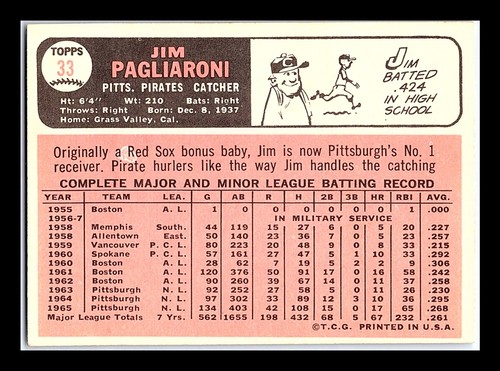 TOPPS
33
JIM
PAGLIARONI
PITTS. PIRATES CATCHER
Ht: 6'4" Wt: 210 Bats: Right
Throws: Right Born: Dec. 8, 1937
Home: Grass Valley, Cal.
C
JIM
BATTED
.424
IN HIGH
SCHOOL
Originally a Red Sox bonus baby, Jim is now Pittsburgh's No. 1
receiver. Pirate hurlers like the way Jim handles the catching
COMPLETE MAJOR AND MINOR LEAGUE BATTING RECORD
YEAR TEAM LEA. G AB R H 2B 3B HR RBI AVG.
1955 Boston A. L. 1 0 0 0 0 0 0 1 .000
1956-7 IN MILITARY SERVICE
1958 Memphis South. 44 119 15 27 6 0 5 20 .227
1958 Allentown East. 50 140 23 36 7 0 5 23 .257
1959 Vancouver P. C. L. 80 223 20 48 9 0 8 33 .215
1960 Spokane P. C. L. 57 161 27 47 5 1 10 33 .292
1960 Boston A. L. 28 62 7 19 5 2 2 9 .306
1961 Boston A. L. 120 376 50 91 17 0 16 58 .242
1962 Boston A. L. 90 260 39 67 14 0 11 37 .258
1963 Pittsburgh N. L. 92 252 27 58 5 0 11 26 .230
1964 Pittsburgh N. L. 97 302 33 89 12 3 10 36 .295
1965 Pittsburgh N. L. 134 403 42 108 15 0 17 65 .268
Major League Totals 7 Yrs. 562 1655 198 432 68 5 67 232 .261
©T.C.G. PRINTED IN U.S.A.